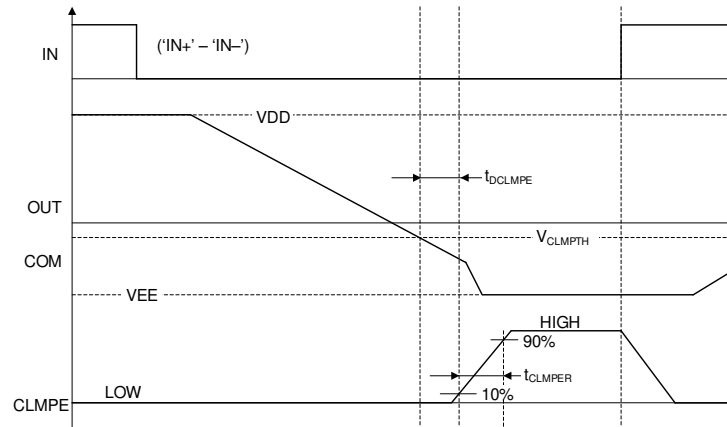 IN
('IN+' – 'IN–')
VDD
tDCLMPE
OUT
VCLMPTH
COM
VEE
HIGH
90%
tCLMPER
LOW
10%
CLMPE